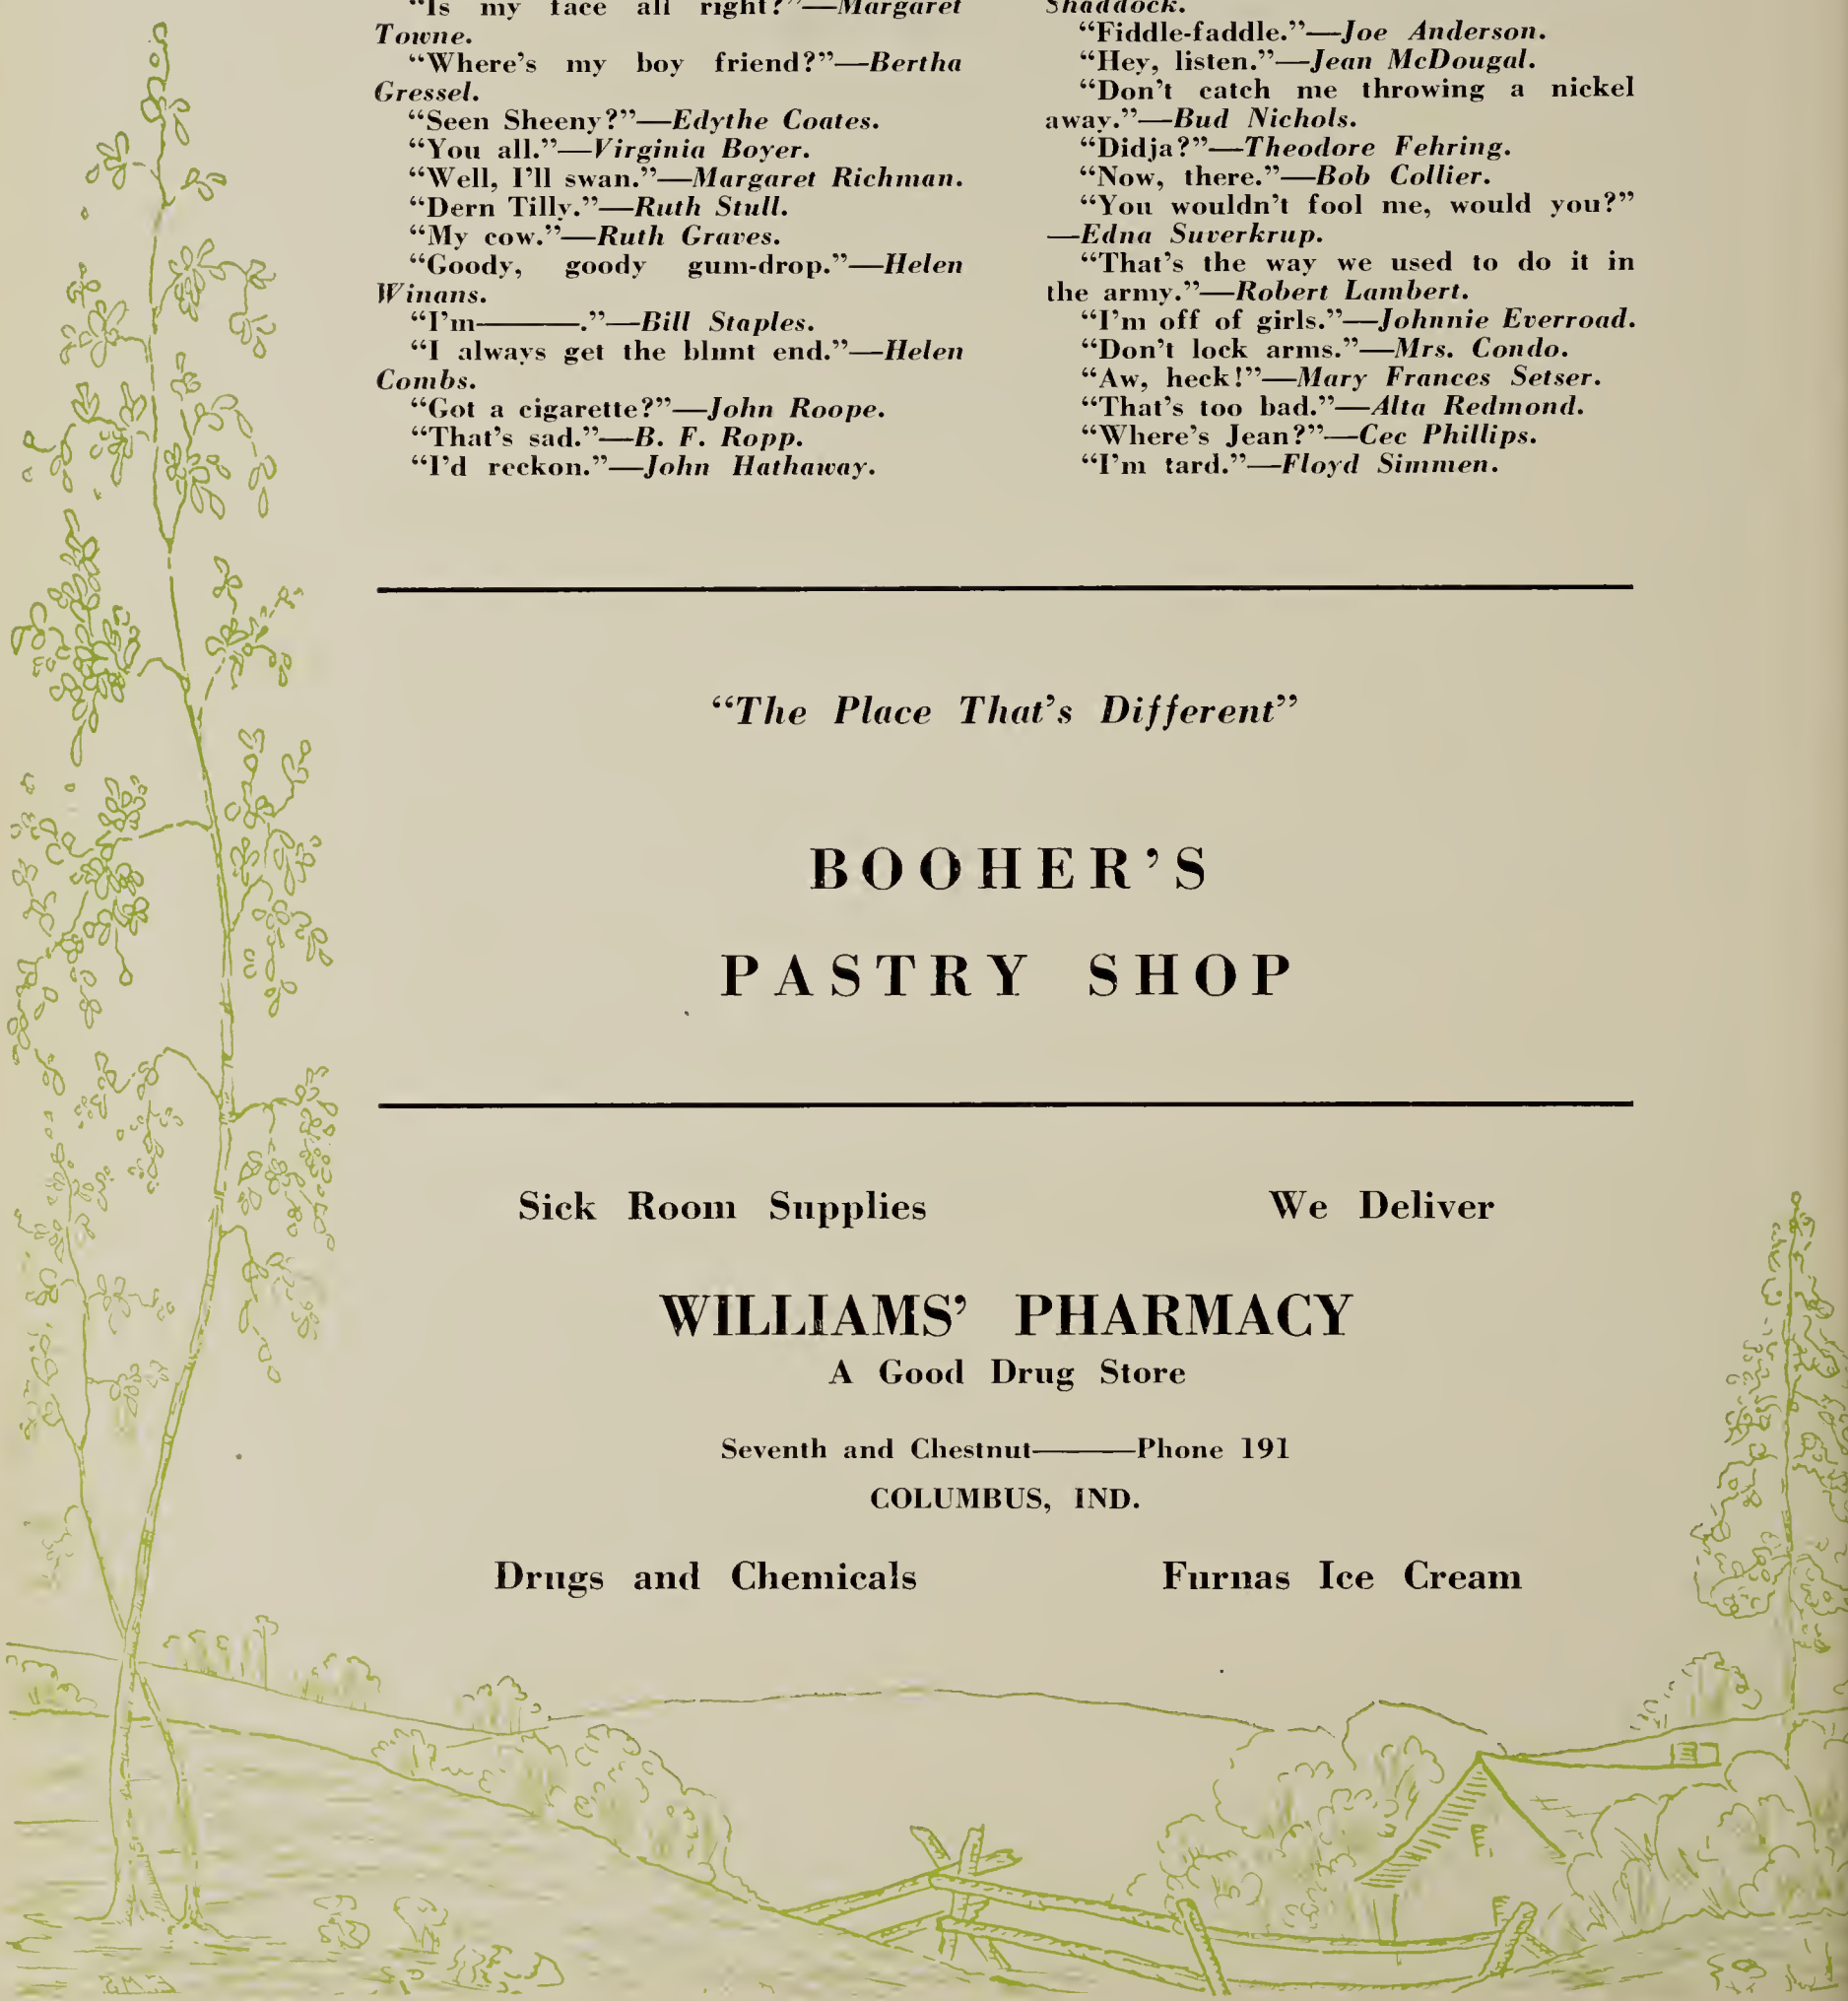 “Is my face all right?”—Margaret
Towne.
“Where’s my boy friend?”—Bertha
Gressel.
“Seen Sheeny?”—Edythe Coates.
“You all.”—Virginia Boyer.
“Well, I’ll swan.”—Margaret Richman.
“Dern Tilly.”—Ruth Stull.
“My cow.”—Ruth Graves.
“Goody, goody gum-drop.”—Helen
Winans.
“I’m———.”—Bill Staples.
“I always get the blunt end.”—Helen
Combs.
“Got a cigarette?”—John Roope.
“That’s sad.”—B. F. Ropp.
“I’d reckon.”—John Hathaway.
Shaddock.
“Fiddle-faddle.”—Joe Anderson.
“Hey, listen.”—Jean McDougal.
“Don’t catch me throwing a nickel
away.”—Bud Nichols.
“Didja?”—Theodore Fehring.
“Now, there.”—Bob Collier.
“You wouldn’t fool me, would you?”
—Edna Suverkrup.
“That’s the way we used to do it in
the army.”—Robert Lambert.
“I’m off of girls.”—Johnnie Everroad.
“Don’t lock arms.”—Mrs. Condo.
“Aw, heck!”—Mary Frances Setser.
“That’s too bad.”—Alta Redmond.
“Where’s Jean?”—Cec Phillips.
“I’m tard.”—Floyd Simmen.
“The Place That’s Different”
BOOHER’S
PASTRY SHOP
Sick Room Supplies We Deliver
WILLIAMS’ PHARMACY
A Good Drug Store
Seventh and Chestnut———Phone 191
COLUMBUS, IND.
Drugs and Chemicals Furnas Ice Cream